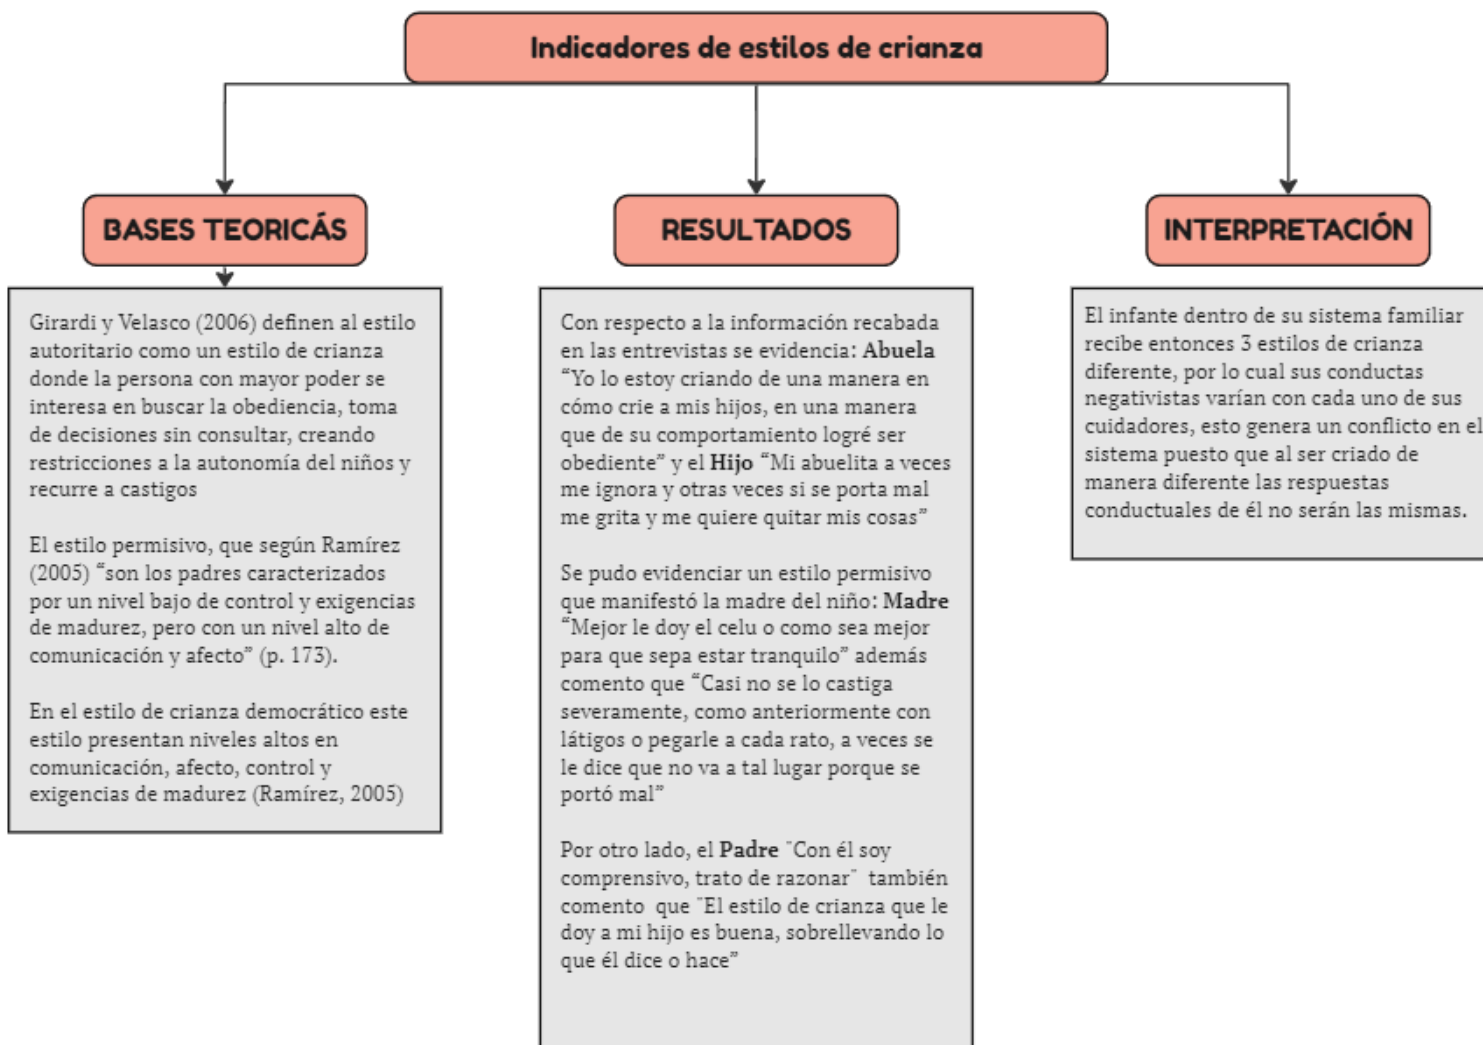 Indicadores de estilos de crianza
BASES TEORICÁS
Girardi y Velasco (2006) definen al estilo
autoritario como un estilo de crianza
donde la persona con mayor poder se
interesa en buscar la obediencia, toma
de decisiones sin consultar, creando
restricciones a la autonomía del niños y
recurre a castigos
El estilo permisivo, que según Ramírez
(2005) “son los padres caracterizados
por un nivel bajo de control y exigencias
de madurez, pero con un nivel alto de
comunicación y afecto” (p. 173).
En el estilo de crianza democrático este
estilo presentan niveles altos en
comunicación, afecto, control y
exigencias de madurez (Ramírez, 2005)
RESULTADOS
Con respecto a la información recabada
en las entrevistas se evidencia: Abuela
“Yo lo estoy criando de una manera en
cómo crie a mis hijos, en una manera
que de su comportamiento logré ser
obediente” y el Hijo “Mi abuelita a veces
me ignora y otras veces si se porta mal
me grita y me quiere quitar mis cosas”
Se pudo evidenciar un estilo permisivo
que manifestó la madre del niño: Madre
“Mejor le doy el celu o como sea mejor
para que sepa estar tranquilo” además
comento que “Casi no se lo castiga
severamente, como anteriormente con
látigos o pegarle a cada rato, a veces se
le dice que no va a tal lugar porque se
portó mal”
Por otro lado, el Padre ¨Con él soy
comprensivo, trato de razonar¨ también
comento que ¨El estilo de crianza que le
doy a mi hijo es buena, sobrellevando lo
que él dice o hace”
INTERPRETACIÓN
El infante dentro de su sistema familiar
recibe entonces 3 estilos de crianza
diferente, por lo cual sus conductas
negativistas varían con cada uno de sus
cuidadores, esto genera un conflicto en el
sistema puesto que al ser criado de
manera diferente las respuestas
conductuales de él no serán las mismas.